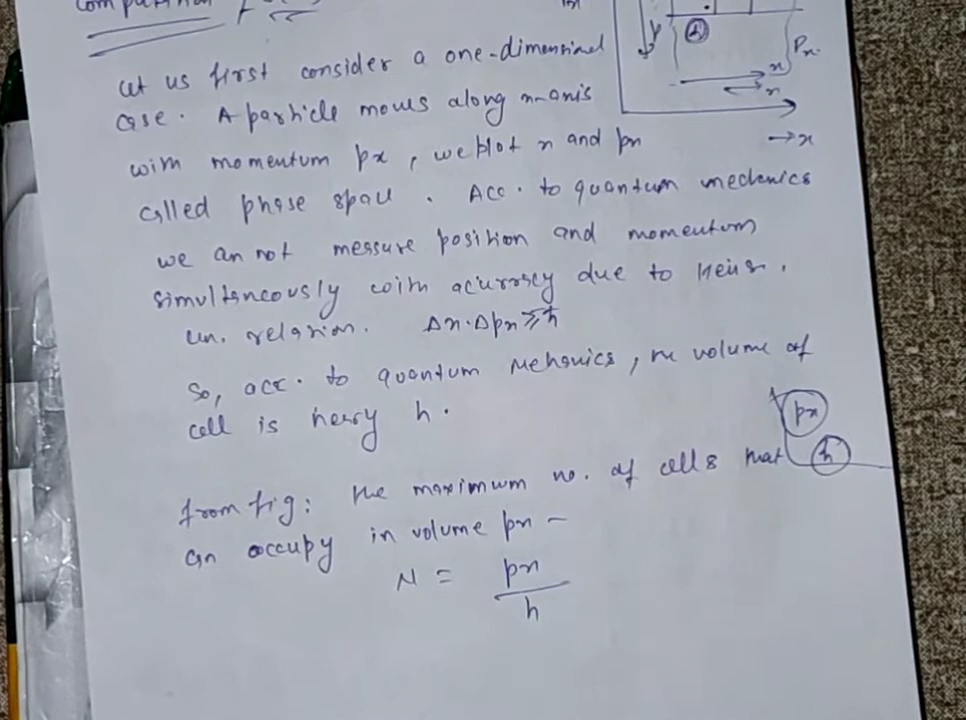 let us first consider a one-dimensional
case. A particle moves along x-axis
with momentum px, we plot x and px
called phase space. Acc. to quantum mechanics
we can not messure position and momentum
simultaneously with accuracy due to Heis.
un. relation. Δx.Δpx ≥ ħ
So, acc. to quantum Mechanics, the volume of
cell is nearly h.
px
h
from fig: the maximum no. of cells that
can occupy in volume px –
N = px
h
Px
x
x
→x